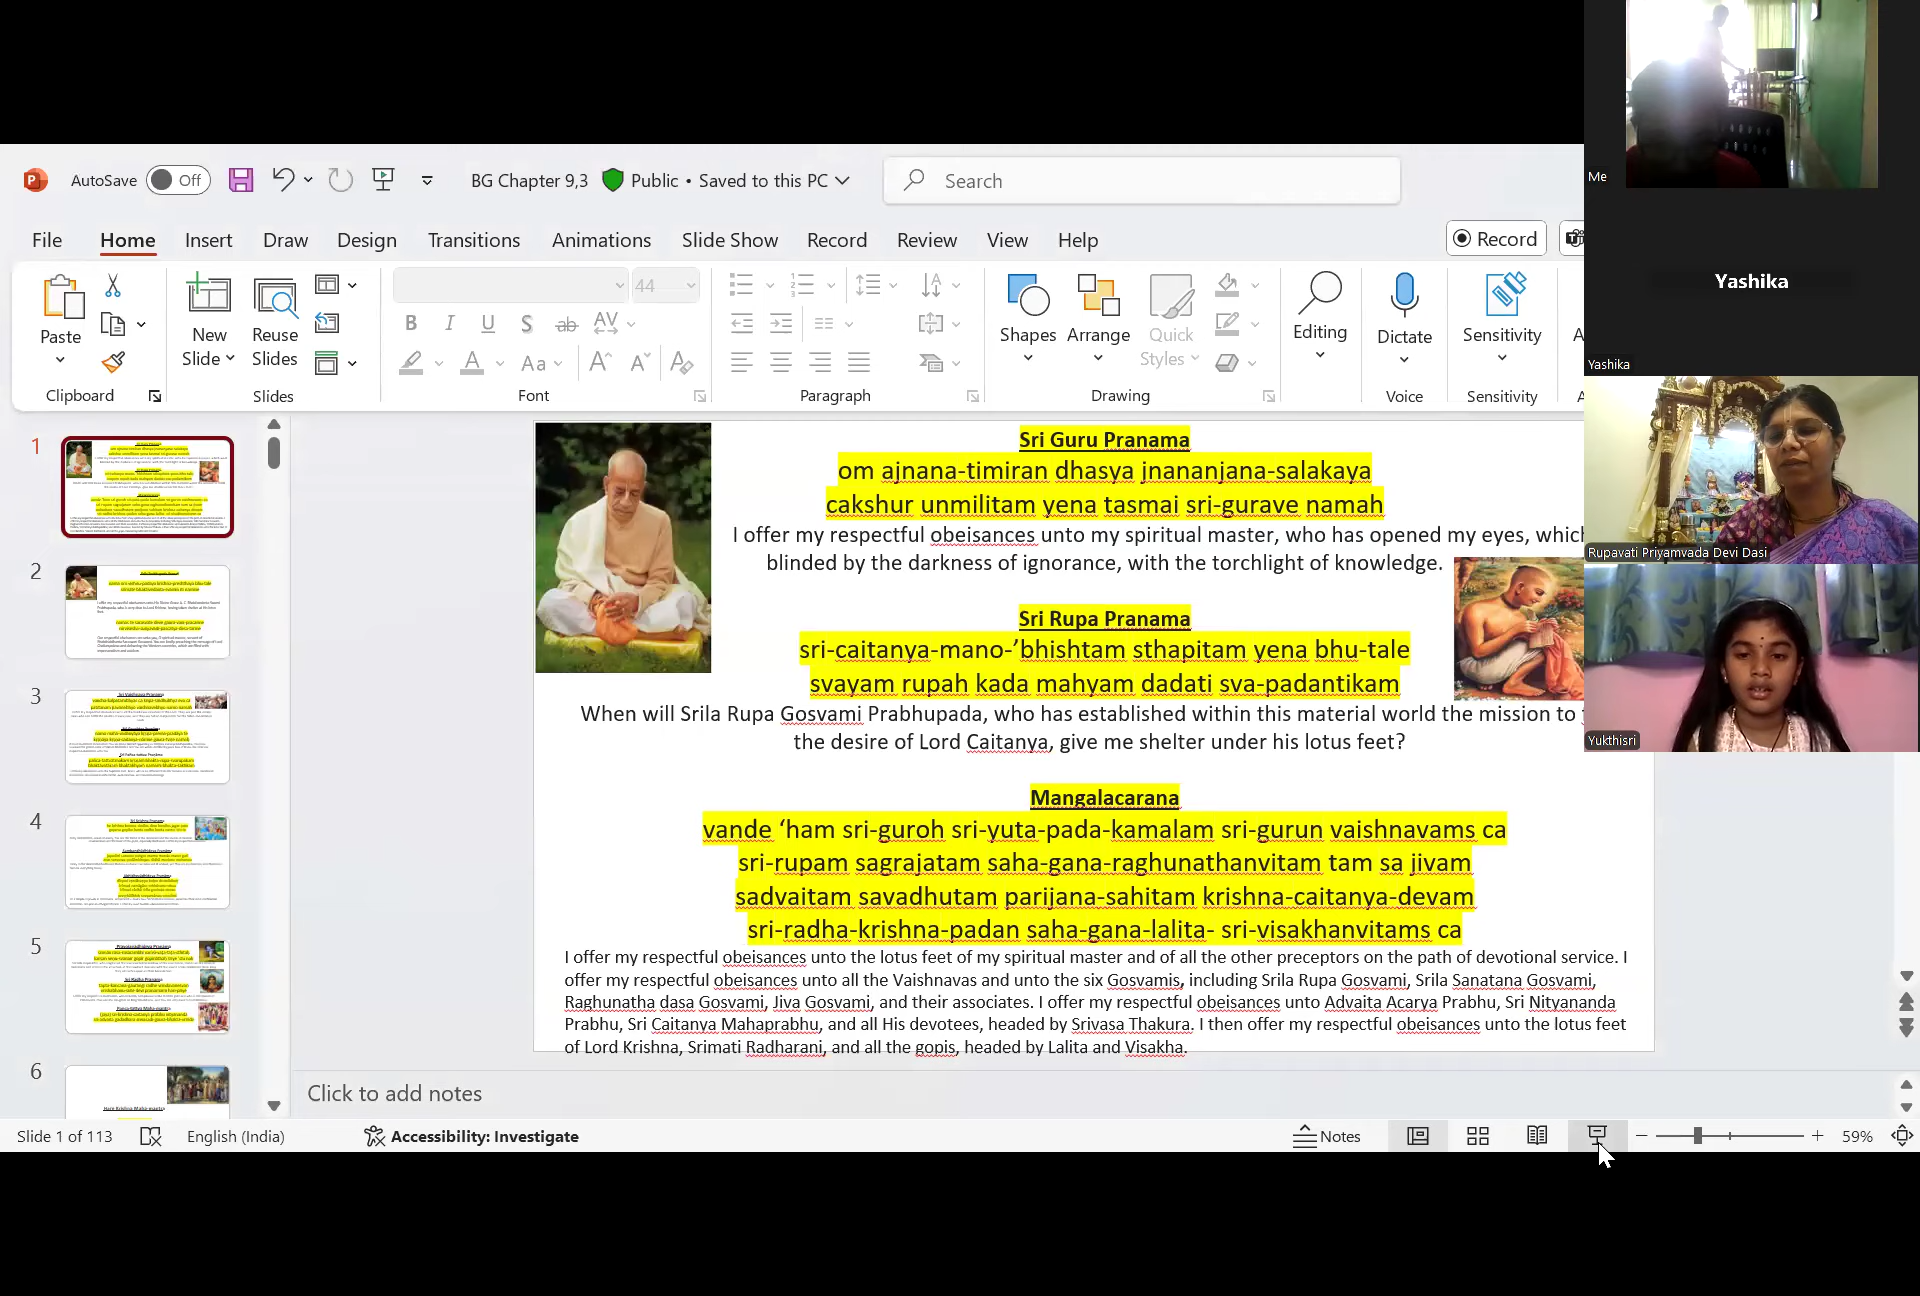 AutoSave Off
BG Chapter 9,3 Public • Saved to this PC
Search
File Home Insert Draw Design Transitions Animations Slide Show Record Review View Help
Record
Paste
New Slide
Reuse Slides
44
B I U S ab AV
Aa
Shapes
Arrange
Quick Styles
Editing
Dictate
Sensitivity
Clipboard
Slides
Font
Paragraph
Drawing
Voice
Sensitivity
Me
Yashika
Yashika
Rupavati Priyamvada Devi Dasi
Yukthisri
1
2
3
4
5
6
Sri Guru Pranama
om ajnana-timiran dhasya jnananjana-salakaya
cakshur unmilitam yena tasmai sri-gurave namah
I offer my respectful obeisances unto my spiritual master, who has opened my eyes, which
blinded by the darkness of ignorance, with the torchlight of knowledge.
Sri Rupa Pranama
sri-caitanya-mano-’bhishtam sthapitam yena bhu-tale
svayam rupah kada mahyam dadati sva-padantikam
When will Srila Rupa Gosvami Prabhupada, who has established within this material world the mission to
the desire of Lord Caitanya, give me shelter under his lotus feet?
Mangalacarana
vande ‘ham sri-guroh sri-yuta-pada-kamalam sri-gurun vaishnavams ca
sri-rupam sagrajatam saha-gana-raghunathanvitam tam sa jivam
sadvaitam savadhutam parijana-sahitam krishna-caitanya-devam
sri-radha-krishna-padan saha-gana-lalita- sri-visakhanvitams ca
I offer my respectful obeisances unto the lotus feet of my spiritual master and of all the other preceptors on the path of devotional service. I
offer my respectful obeisances unto all the Vaishnavas and unto the six Gosvamis, including Srila Rupa Gosvami, Srila Sanatana Gosvami,
Raghunatha dasa Gosvami, Jiva Gosvami, and their associates. I offer my respectful obeisances unto Advaita Acarya Prabhu, Sri Nityananda
Prabhu, Sri Caitanya Mahaprabhu, and all His devotees, headed by Srivasa Thakura. I then offer my respectful obeisances unto the lotus feet
of Lord Krishna, Srimati Radharani, and all the gopis, headed by Lalita and Visakha.
Click to add notes
Slide 1 of 113
English (India)
Accessibility: Investigate
Notes
59%